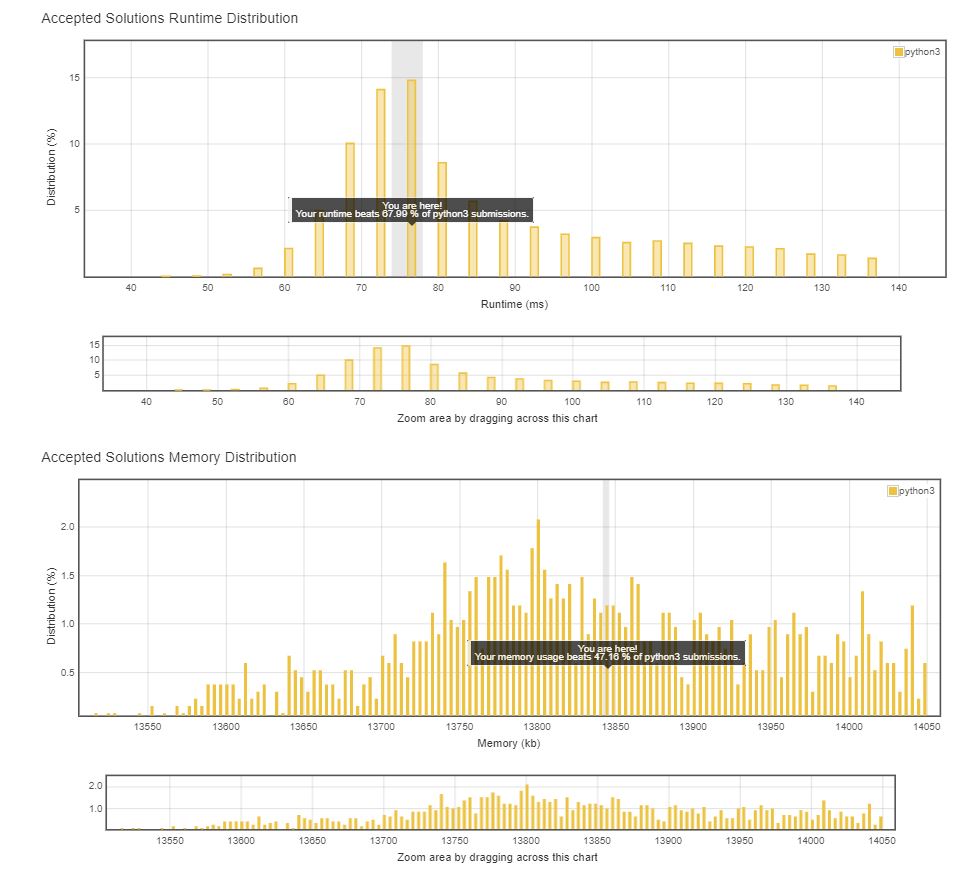 Accepted Solutions Runtime Distribution
python3
15
10
5
Distribution (%)
You are here!
Your runtime beats 67.99 % of python3 submissions.
40 50 60 70 80 90 100 110 120 130 140
Runtime (ms)
15
10
5
40 50 60 70 80 90 100 110 120 130 140
Zoom area by dragging across this chart
Accepted Solutions Memory Distribution
python3
2.0
1.5
1.0
0.5
Distribution (%)
You are here!
Your memory usage beats 47.16 % of python3 submissions.
13550 13600 13650 13700 13750 13800 13850 13900 13950 14000 14050
Memory (kb)
2.0
1.0
13550 13600 13650 13700 13750 13800 13850 13900 13950 14000 14050
Zoom area by dragging across this chart